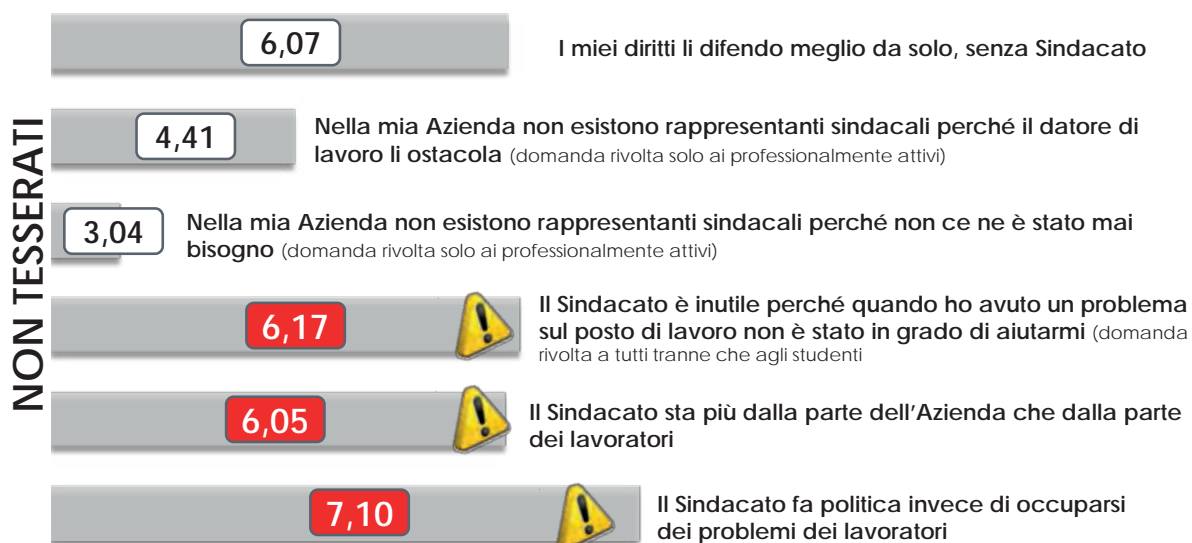 NON TESSERATI
6,07
I miei diritti li difendo meglio da solo, senza Sindacato
4,41
Nella mia Azienda non esistono rappresentanti sindacali perché il datore di
lavoro li ostacola (domanda rivolta solo ai professionalmente attivi)
3,04
Nella mia Azienda non esistono rappresentanti sindacali perché non ce ne è stato mai
bisogno (domanda rivolta solo ai professionalmente attivi)
6,17
Il Sindacato è inutile perché quando ho avuto un problema
sul posto di lavoro non è stato in grado di aiutarmi (domanda
rivolta a tutti tranne che agli studenti
6,05
Il Sindacato sta più dalla parte dell'Azienda che dalla parte
dei lavoratori
7,10
Il Sindacato fa politica invece di occuparsi
dei problemi dei lavoratori